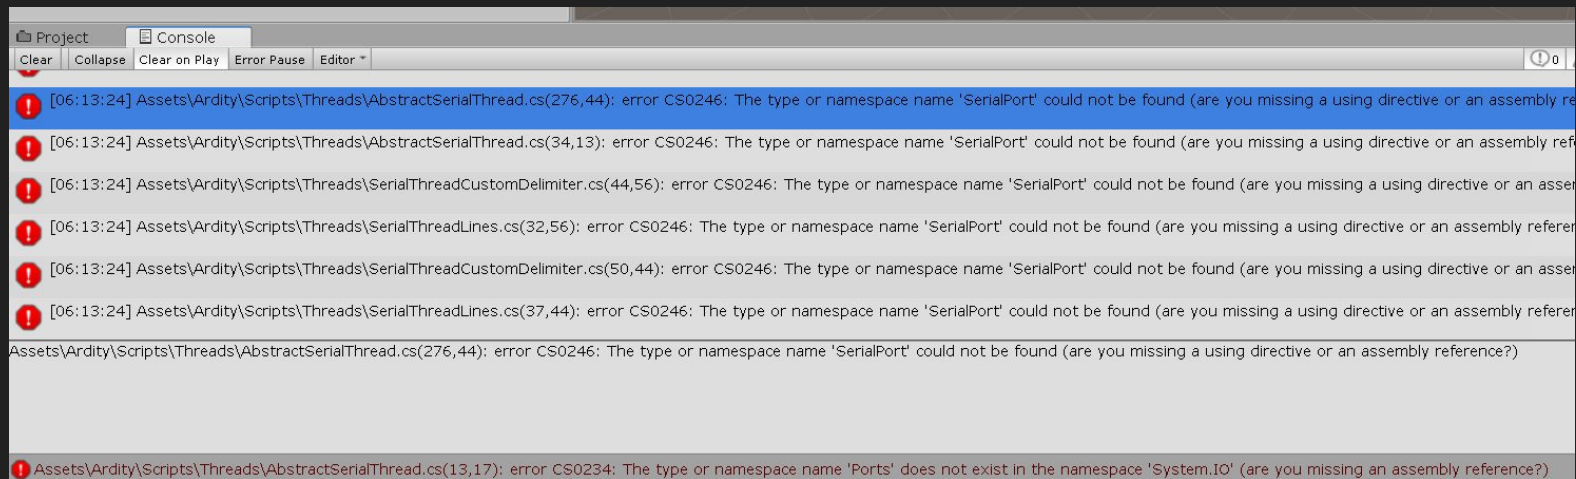 Project Console
Clear Collapse Clear on Play Error Pause Editor 0
[06:13:24] Assets\Ardity\Scripts\Threads\AbstractSerialThread.cs(276,44): error CS0246: The type or namespace name 'SerialPort' could not be found (are you missing a using directive or an assembly re
[06:13:24] Assets\Ardity\Scripts\Threads\AbstractSerialThread.cs(34,13): error CS0246: The type or namespace name 'SerialPort' could not be found (are you missing a using directive or an assembly ref
[06:13:24] Assets\Ardity\Scripts\Threads\SerialThreadCustomDelimiter.cs(44,56): error CS0246: The type or namespace name 'SerialPort' could not be found (are you missing a using directive or an asser
[06:13:24] Assets\Ardity\Scripts\Threads\SerialThreadLines.cs(32,56): error CS0246: The type or namespace name 'SerialPort' could not be found (are you missing a using directive or an assembly referer
[06:13:24] Assets\Ardity\Scripts\Threads\SerialThreadCustomDelimiter.cs(50,44): error CS0246: The type or namespace name 'SerialPort' could not be found (are you missing a using directive or an asser
[06:13:24] Assets\Ardity\Scripts\Threads\SerialThreadLines.cs(37,44): error CS0246: The type or namespace name 'SerialPort' could not be found (are you missing a using directive or an assembly referer
Assets\Ardity\Scripts\Threads\AbstractSerialThread.cs(276,44): error CS0246: The type or namespace name 'SerialPort' could not be found (are you missing a using directive or an assembly reference?)
Assets\Ardity\Scripts\Threads\AbstractSerialThread.cs(13,17): error CS0234: The type or namespace name 'Ports' does not exist in the namespace 'System.IO' (are you missing an assembly reference?)